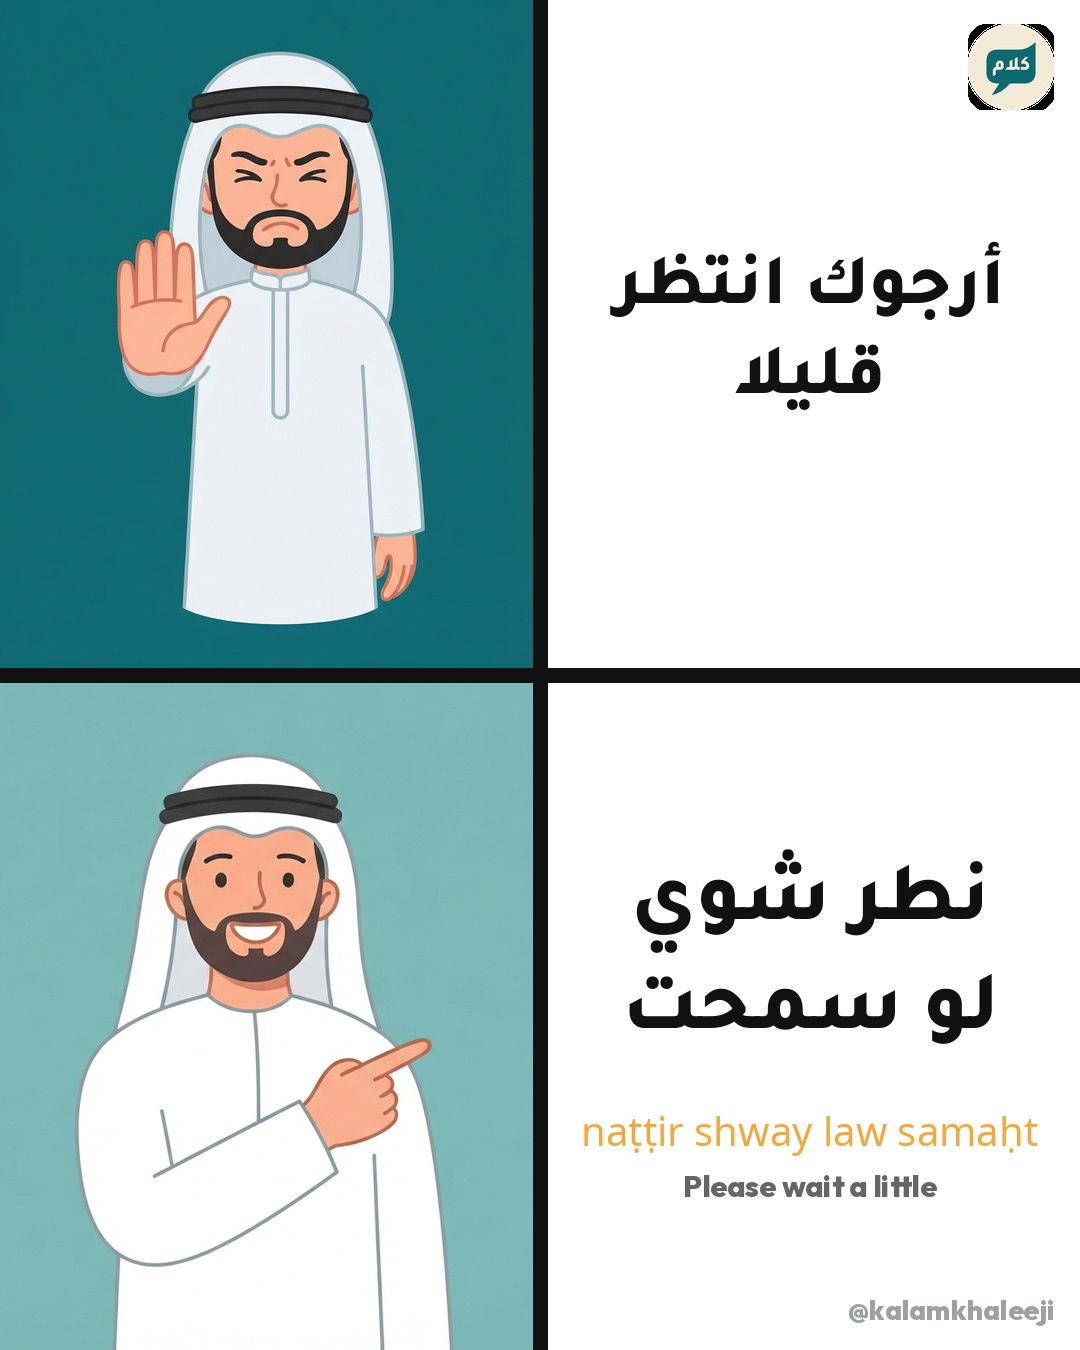 كلام
أرجوك انتظر
قليلا
نطر شوي
لو سمحت
naṭṭir shway law samaḥt
Please wait a little
@kalamkhaleeji